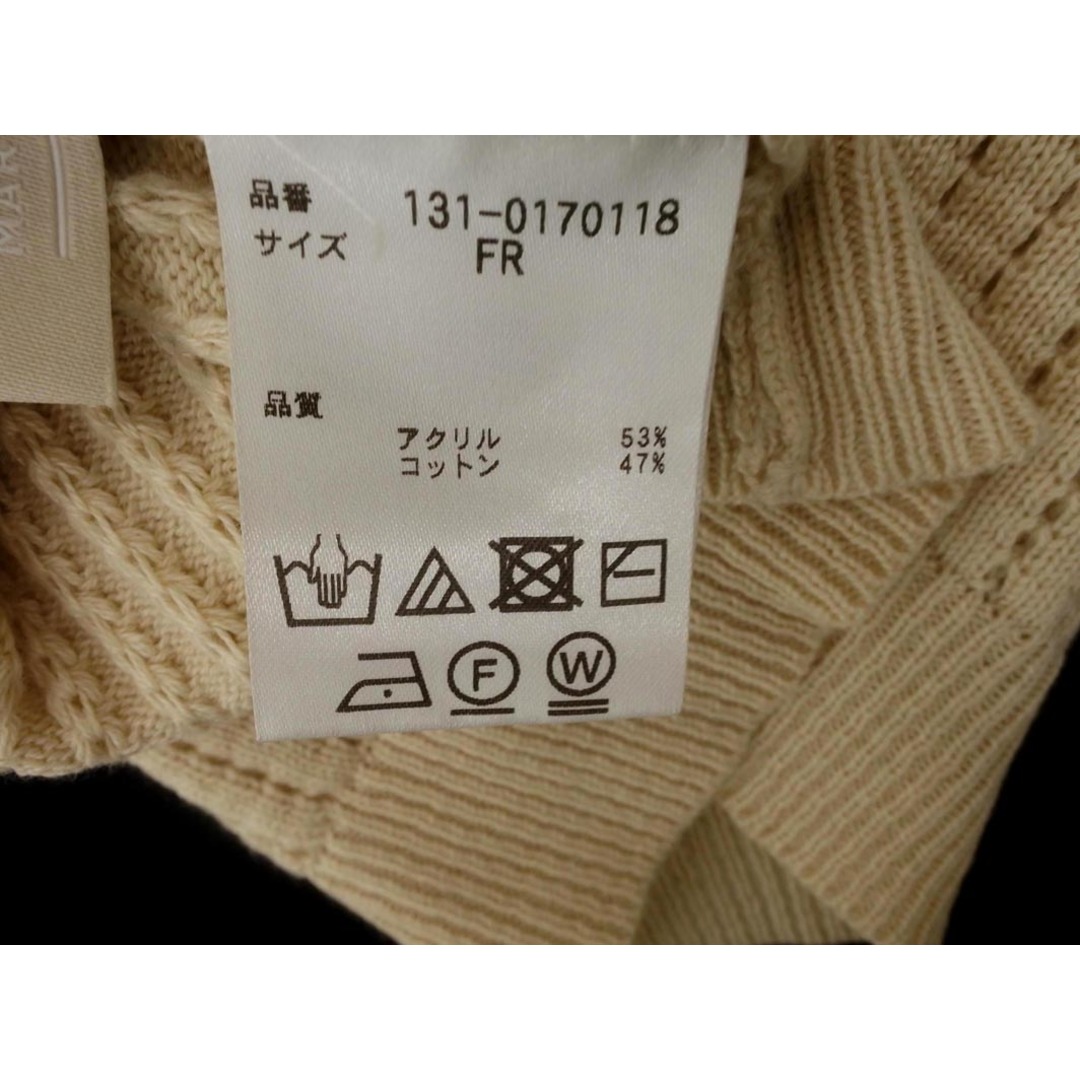 品番 131-0170118
サイズ FR
品質
アクリル 53%
コットン 47%
F W
MAR